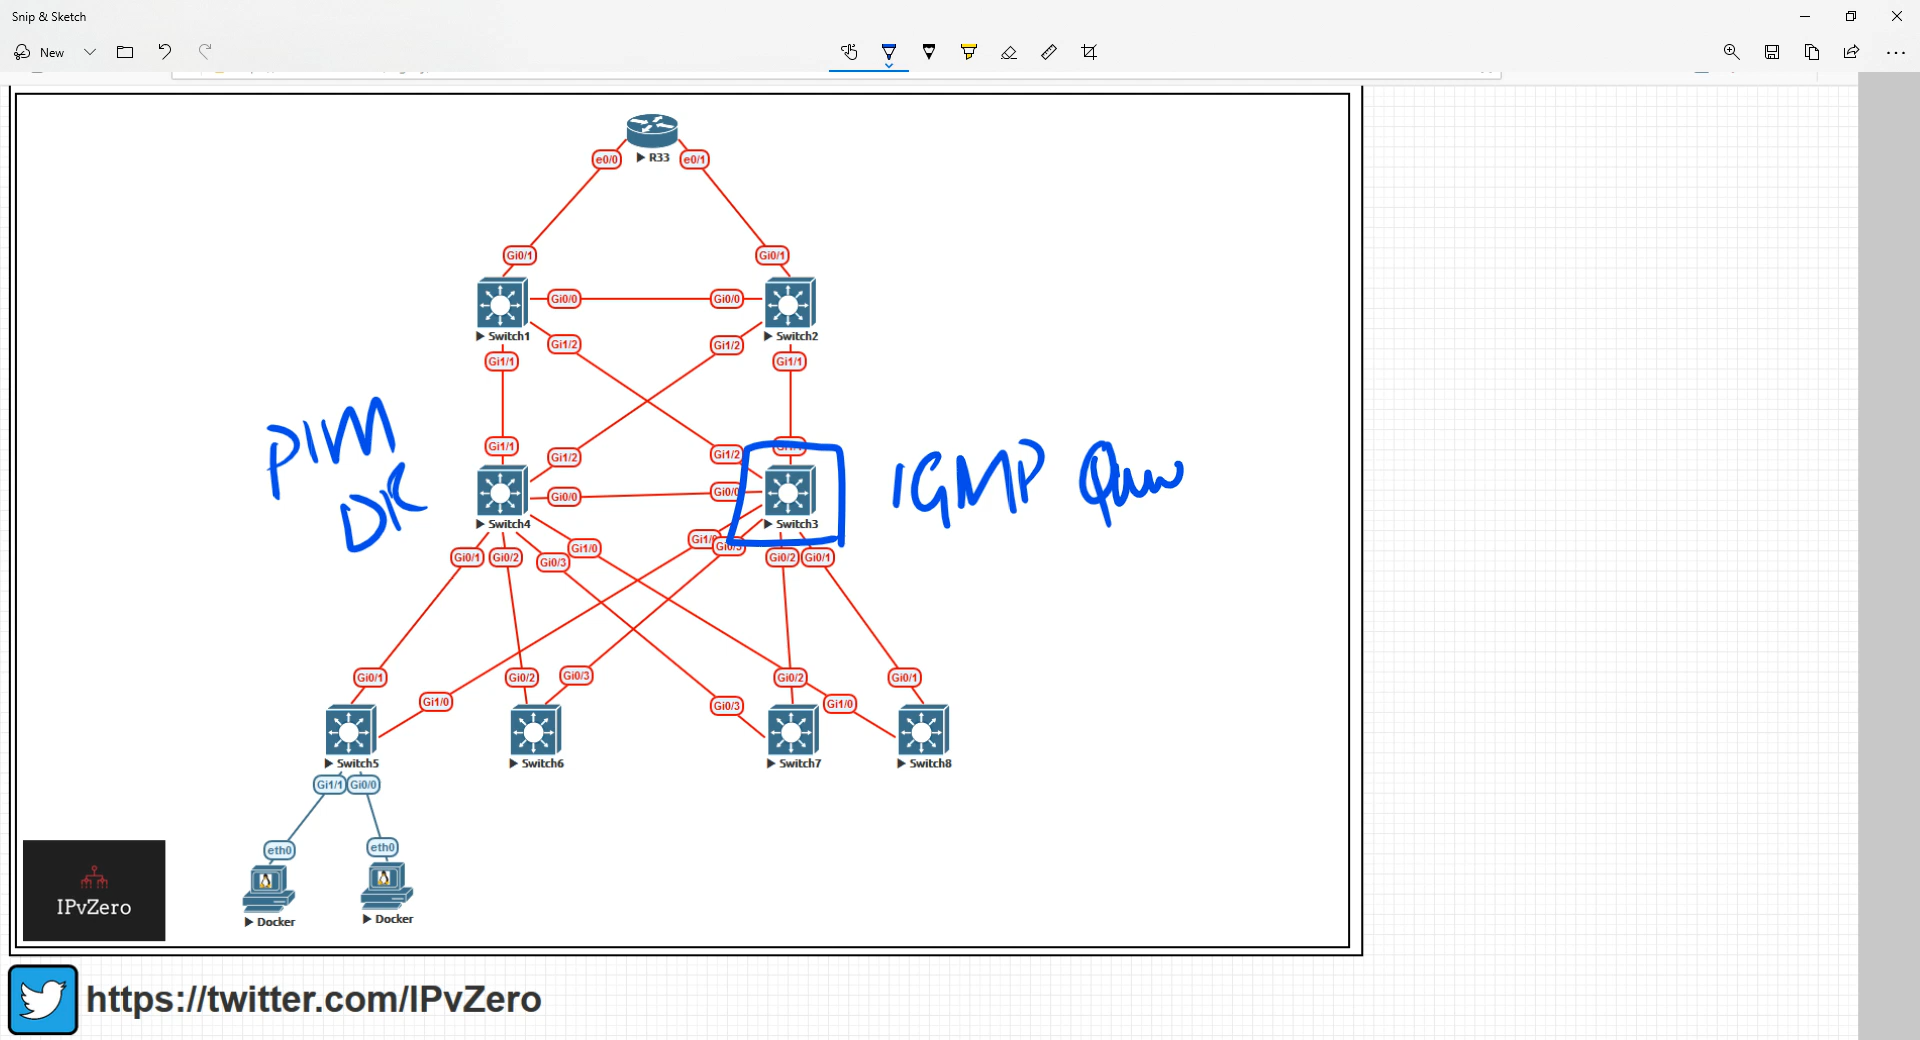 Snip & Sketch
New
R33
e0/0
e0/1
Gi0/1
Gi0/1
Gi0/0
Gi0/0
Switch1
Switch2
Gi1/2
Gi1/2
Gi1/1
Gi1/1
PIM
DR
Gi1/1
Gi1/2
Gi1/2
Gi0/0
Gi0/0
IGMP
Switch4
Switch3
Gi0/1
Gi0/2
Gi0/3
Gi1/0
Gi0/3
Gi0/2
Gi0/1
Gi0/1
Gi1/0
Gi0/2
Gi0/3
Gi0/3
Gi0/2
Gi1/0
Gi0/1
Switch5
Switch6
Switch7
Switch8
Gi1/1
Gi0/0
eth0
eth0
Docker
Docker
IPvZero
https://twitter.com/IPvZero